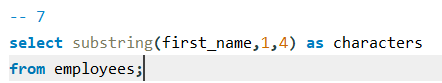 -- 7
select substring(first_name,1,4) as characters
from employees;